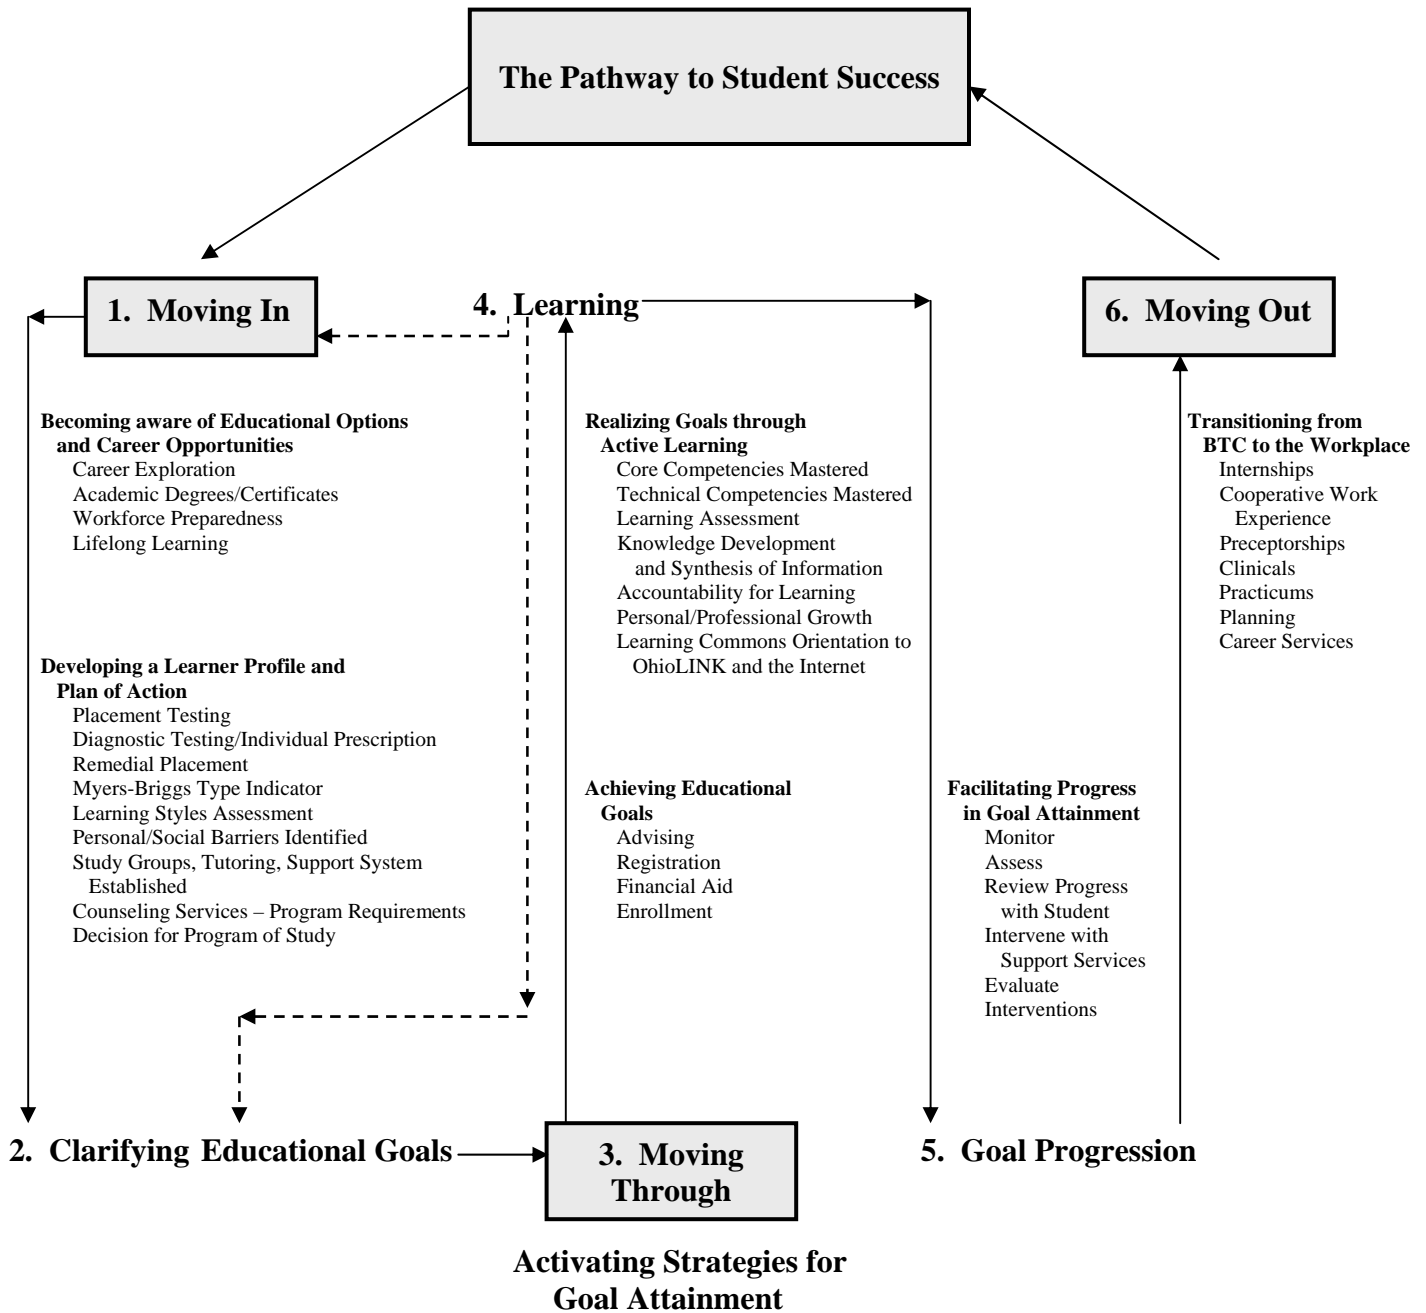 The Pathway to Student Success
1. Moving In
4. Learning
6. Moving Out
Becoming aware of Educational Options
and Career Opportunities
Career Exploration
Academic Degrees/Certificates
Workforce Preparedness
Lifelong Learning
Developing a Learner Profile and
Plan of Action
Placement Testing
Diagnostic Testing/Individual Prescription
Remedial Placement
Myers-Briggs Type Indicator
Learning Styles Assessment
Personal/Social Barriers Identified
Study Groups, Tutoring, Support System
Established
Counseling Services – Program Requirements
Decision for Program of Study
Realizing Goals through
Active Learning
Core Competencies Mastered
Technical Competencies Mastered
Learning Assessment
Knowledge Development
and Synthesis of Information
Accountability for Learning
Personal/Professional Growth
Learning Commons Orientation to
OhioLINK and the Internet
Achieving Educational
Goals
Advising
Registration
Financial Aid
Enrollment
Facilitating Progress
in Goal Attainment
Monitor
Assess
Review Progress
with Student
Intervene with
Support Services
Evaluate
Interventions
Transitioning from
BTC to the Workplace
Internships
Cooperative Work
Experience
Preceptorships
Clinicals
Practicums
Planning
Career Services
2. Clarifying Educational Goals
3. Moving
Through
5. Goal Progression
Activating Strategies for
Goal Attainment